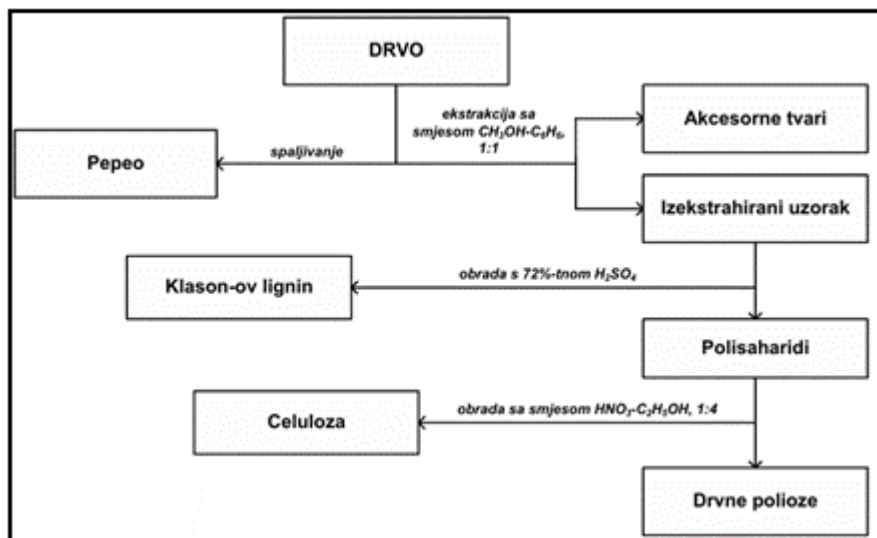 DRVO
ekstrakcija sa
smjesom CH₃OH-C₆H₆,
1:1
Akcesorne tvari
Pepeo
spaljivanje
Izekstrahirani uzorak
Klason-ov lignin
obrada s 72%-tnom H₂SO₄
Polisaharidi
Celuloza
obrada sa smjesom HNO₃-C₂H₅OH, 1:4
Drvne polioze